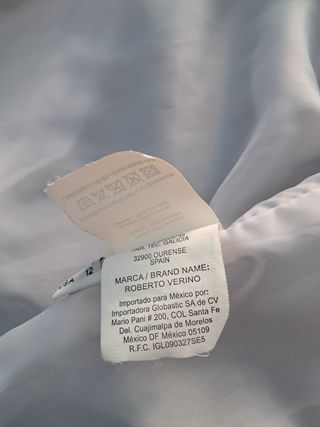 PAR. TEC. GALICIA
32900 OURENSE
SPAIN
MARCA / BRAND NAME:
ROBERTO VERINO
Importado para México por:
Importadora Globastic SA de CV
Mario Pani # 200, COL Santa Fe
Del. Cuajimalpa de Morelos
México DF México 05109
R.F.C. IGL090327SE5
USA 12